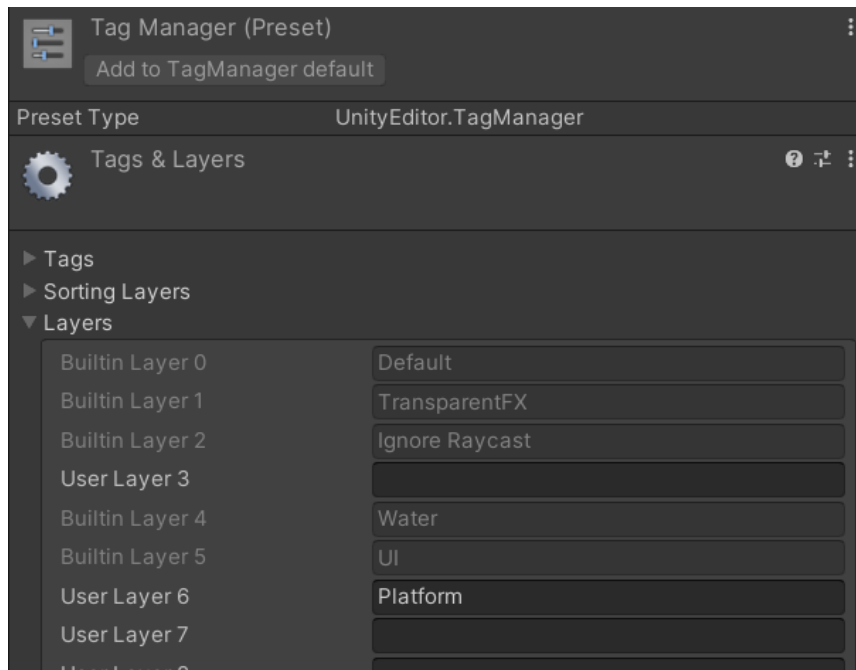 Tag Manager (Preset)
Add to TagManager default
Preset Type UnityEditor.TagManager
Tags & Layers
Tags
Sorting Layers
Layers
Builtin Layer 0 Default
Builtin Layer 1 TransparentFX
Builtin Layer 2 Ignore Raycast
User Layer 3
Builtin Layer 4 Water
Builtin Layer 5 UI
User Layer 6 Platform
User Layer 7